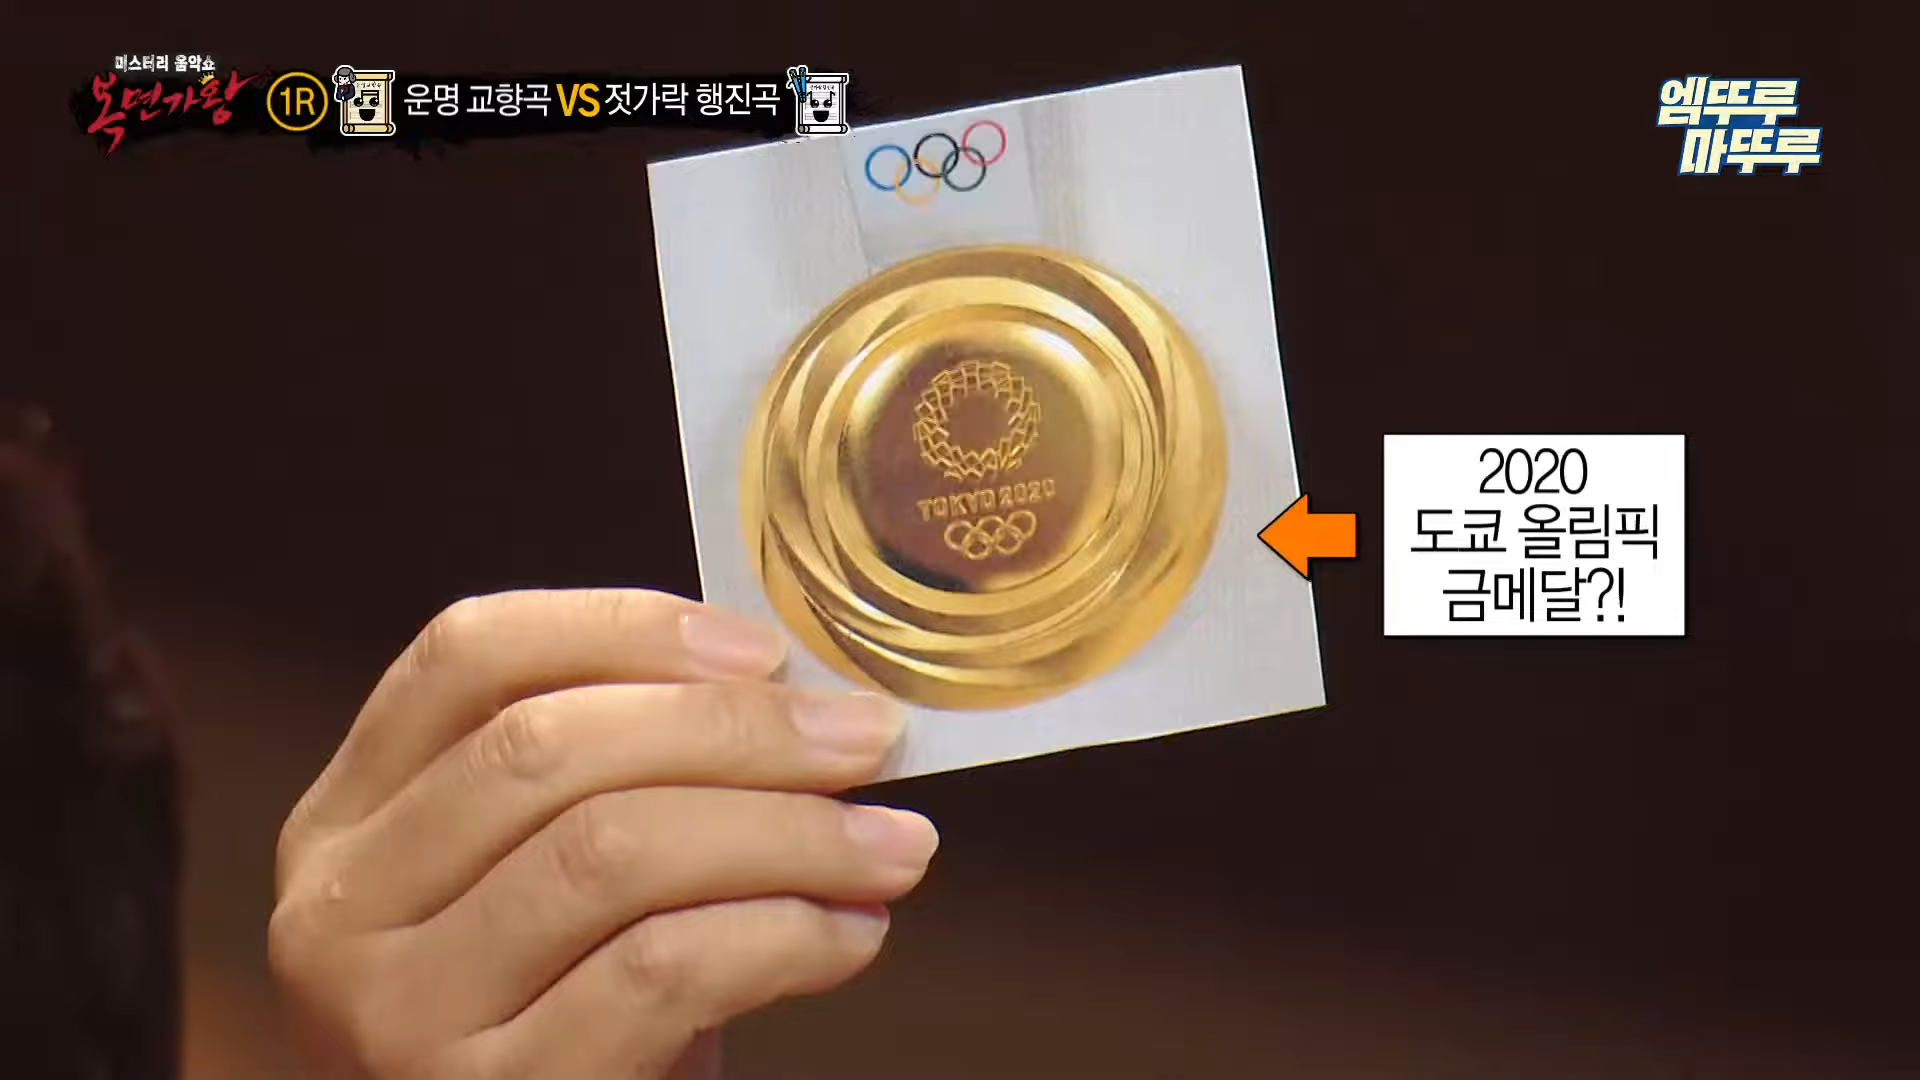 미스터리 음악쇼
복면가왕
1R 운명 교향곡 VS 젓가락 행진곡
엠뚜루
마뚜루
TOKYO 2020
2020
도쿄 올림픽
금메달?!